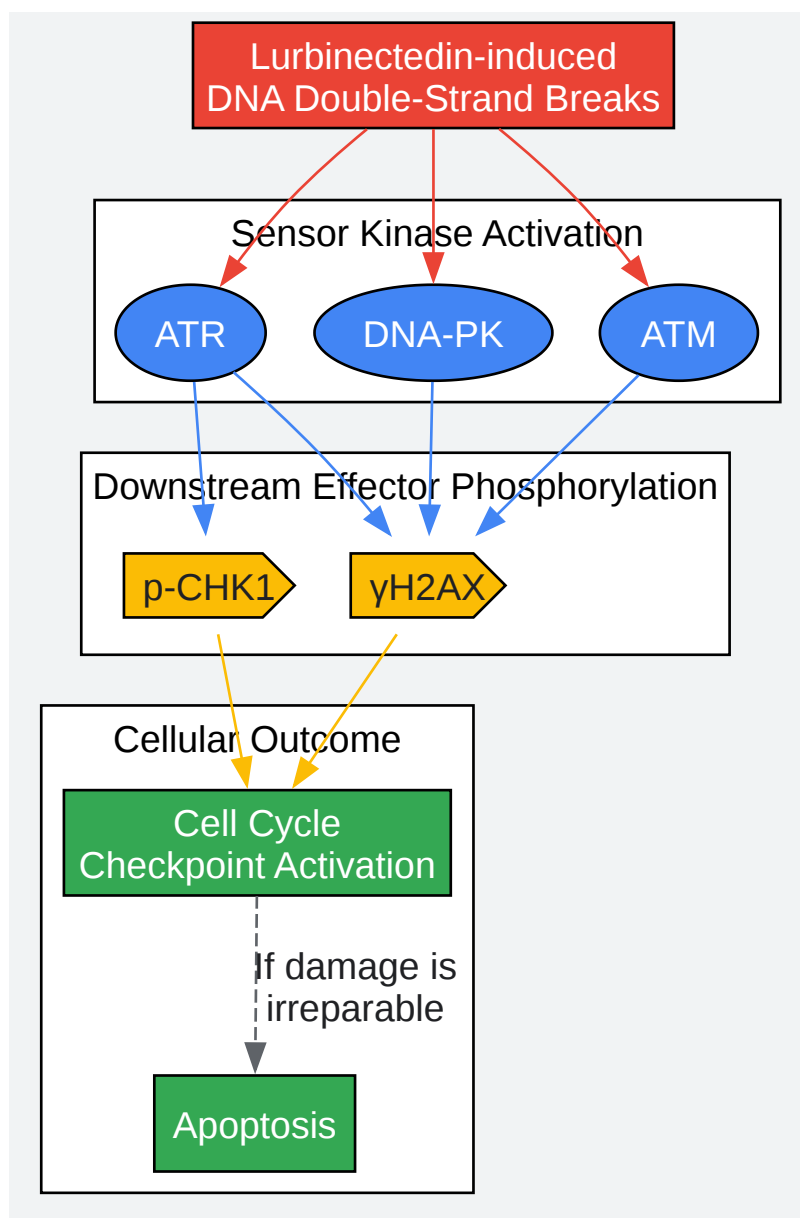 Lurbinectedin-induced
DNA Double-Strand Breaks
Sensor Kinase Activation
ATR
DNA-PK
ATM
Downstream Effector Phosphorylation
p-CHK1
γH2AX
Cellular Outcome
Cell Cycle
Checkpoint Activation
If damage is
irreparable
Apoptosis